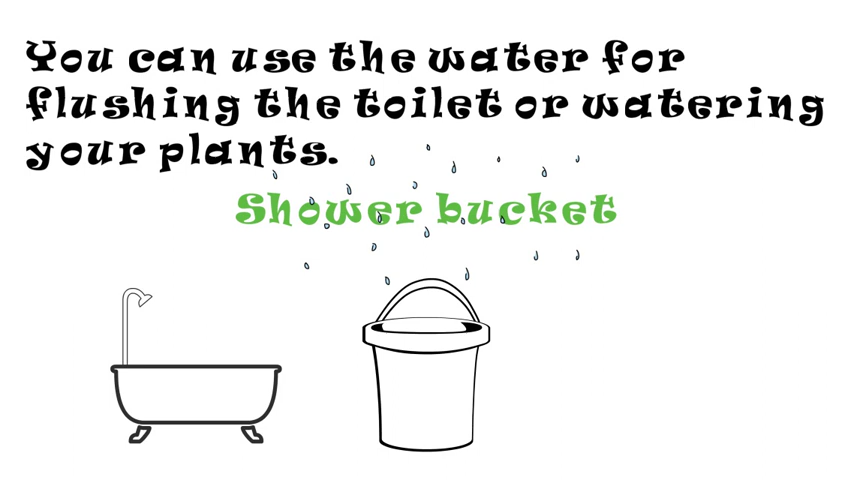 You can use the water for
flushing the toilet or watering
your plants.
Shower bucket